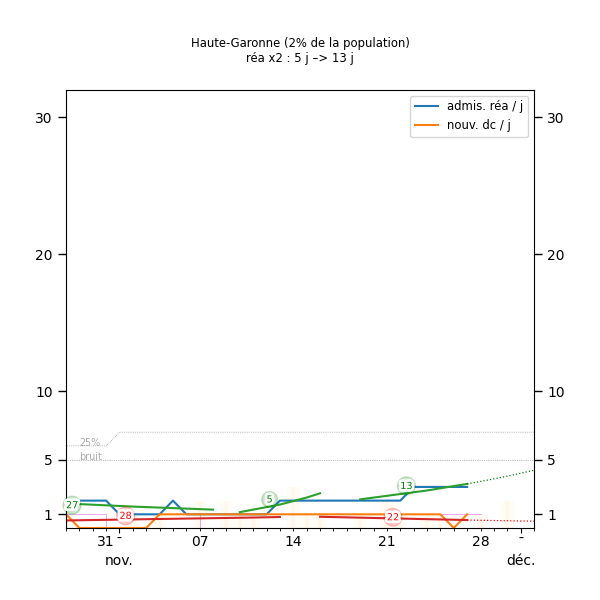 Haute-Garonne (2% de la population)
réa x2 : 5 j –> 13 j
admis. réa / j
nouv. dc / j
30 30
20 20
10 10
25%
bruit
5 5
27 28 5 13 22
1 1
31 - 07 14 21 28 -
nov. déc.